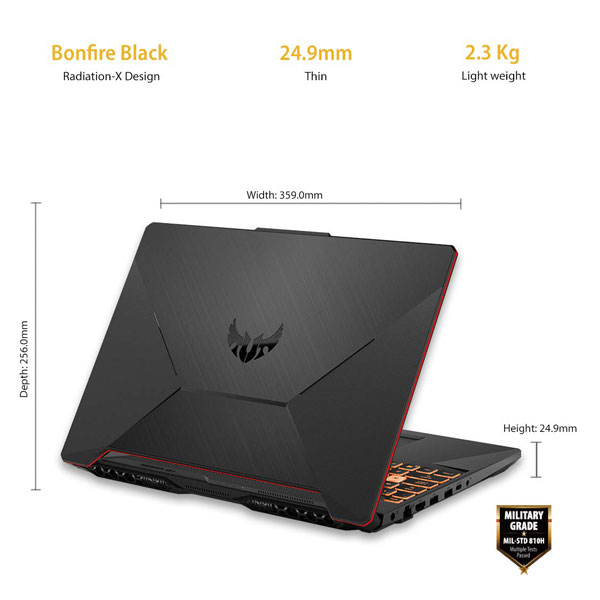 Bonfire Black
Radiation-X Design
24.9mm
Thin
2.3 Kg
Light weight
Width: 359.0mm
Depth: 256.0mm
Height: 24.9mm
MILITARY
GRADE
MIL-STD 810H
Multiple Tests
Passed